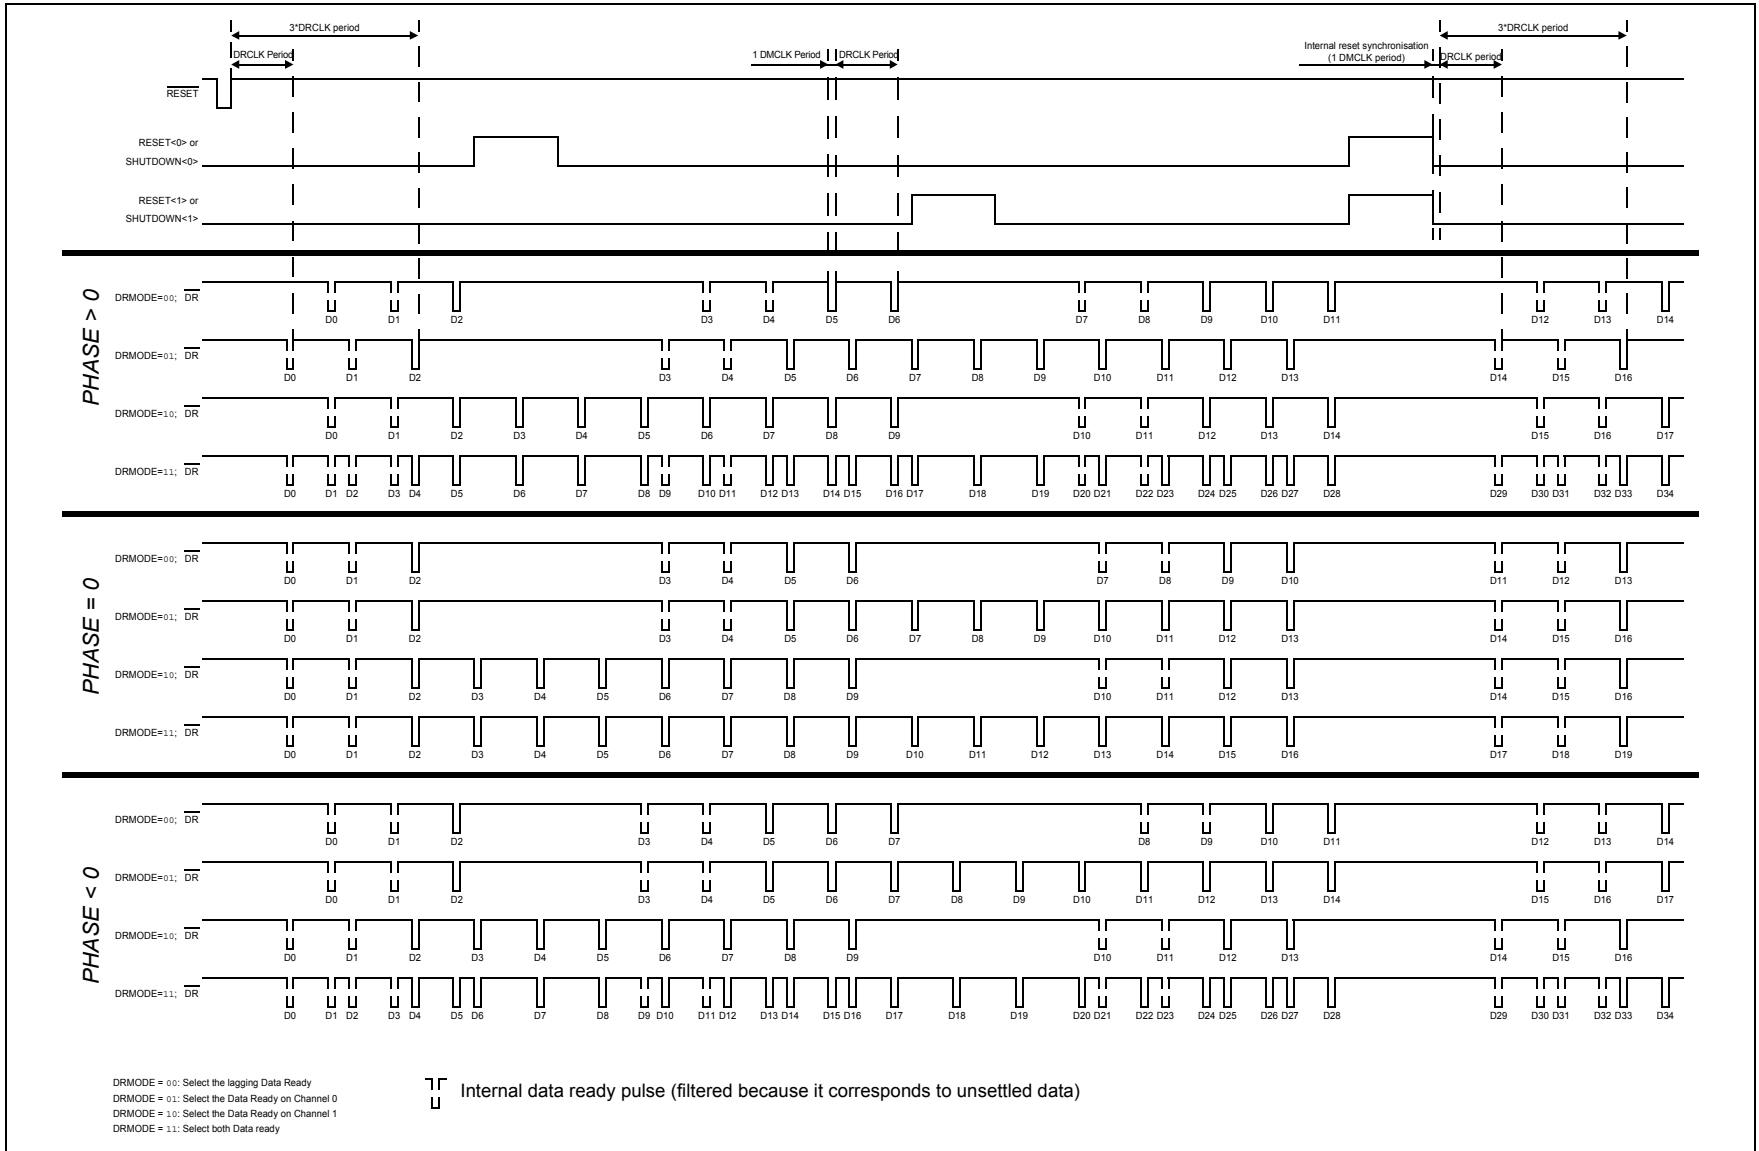 3*DRCLK period 3*DRCLK period
DRCLK Period 1 DMCLK Period DRCLK Period Internal reset synchronisation
(1 DMCLK period) DRCLK period
RESET
RESET<0> or
SHUTDOWN<0>
RESET<1> or
SHUTDOWN<1>
PHASE > 0
DRMODE=00; DR
D0 D1 D2 D3 D4 D5 D6 D7 D8 D9 D10 D11 D12 D13 D14
DRMODE=01; DR
D0 D1 D2 D3 D4 D5 D6 D7 D8 D9 D10 D11 D12 D13 D14 D15 D16
DRMODE=10; DR
D0 D1 D2 D3 D4 D5 D6 D7 D8 D9 D10 D11 D12 D13 D14 D15 D16 D17
DRMODE=11; DR
D0 D1 D2 D3 D4 D5 D6 D7 D8 D9 D10 D11 D12 D13 D14 D15 D16 D17 D18 D19 D20 D21 D22 D23 D24 D25 D26 D27 D28 D29 D30 D31 D32 D33 D34
PHASE = 0
DRMODE=00; DR
D0 D1 D2 D3 D4 D5 D6 D7 D8 D9 D10 D11 D12 D13
DRMODE=01; DR
D0 D1 D2 D3 D4 D5 D6 D7 D8 D9 D10 D11 D12 D13 D14 D15 D16
DRMODE=10; DR
D0 D1 D2 D3 D4 D5 D6 D7 D8 D9 D10 D11 D12 D13 D14 D15 D16
DRMODE=11; DR
D0 D1 D2 D3 D4 D5 D6 D7 D8 D9 D10 D11 D12 D13 D14 D15 D16 D17 D18 D19
PHASE < 0
DRMODE=00; DR
D0 D1 D2 D3 D4 D5 D6 D7 D8 D9 D10 D11 D12 D13 D14
DRMODE=01; DR
D0 D1 D2 D3 D4 D5 D6 D7 D8 D9 D10 D11 D12 D13 D14 D15 D16 D17
DRMODE=10; DR
D0 D1 D2 D3 D4 D5 D6 D7 D8 D9 D10 D11 D12 D13 D14 D15 D16
DRMODE=11; DR
D0 D1 D2 D3 D4 D5 D6 D7 D8 D9 D10 D11 D12 D13 D14 D15 D16 D17 D18 D19 D20 D21 D22 D23 D24 D25 D26 D27 D28 D29 D30 D31 D32 D33 D34
DRMODE = 00: Select the lagging Data Ready
DRMODE = 01: Select the Data Ready on Channel 0
DRMODE = 10: Select the Data Ready on Channel 1
DRMODE = 11: Select both Data ready
Internal data ready pulse (filtered because it corresponds to unsettled data)